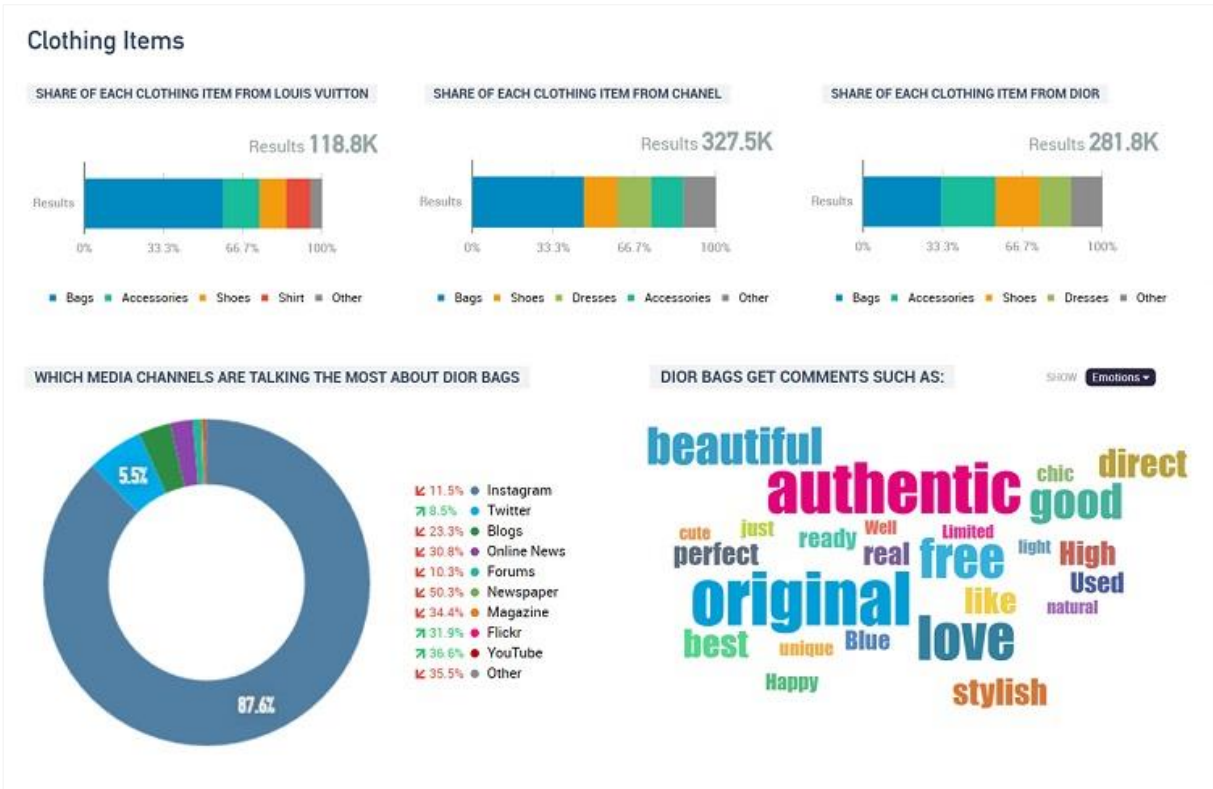 Clothing Items
SHARE OF EACH CLOTHING ITEM FROM LOUIS VUITTON
Results 118.8K
Results
0% 33.3% 66.7% 100%
Bags Accessories Shoes Shirt Other
SHARE OF EACH CLOTHING ITEM FROM CHANEL
Results 327.5K
Results
0% 33.3% 66.7% 100%
Bags Shoes Dresses Accessories Other
SHARE OF EACH CLOTHING ITEM FROM DIOR
Results 281.8K
Results
0% 33.3% 66.7% 100%
Bags Accessories Shoes Dresses Other
WHICH MEDIA CHANNELS ARE TALKING THE MOST ABOUT DIOR BAGS
5.5%
87.6%
11.5% Instagram
8.5% Twitter
23.3% Blogs
30.8% Online News
10.3% Forums
50.3% Newspaper
34.4% Magazine
31.9% Flickr
36.6% YouTube
35.5% Other
DIOR BAGS GET COMMENTS SUCH AS:
SHOW Emotions
beautiful
direct
authentic
chic
good
cute just ready Well Limited
perfect real free light High
original like Used
natural
best unique Blue love
Happy
stylish